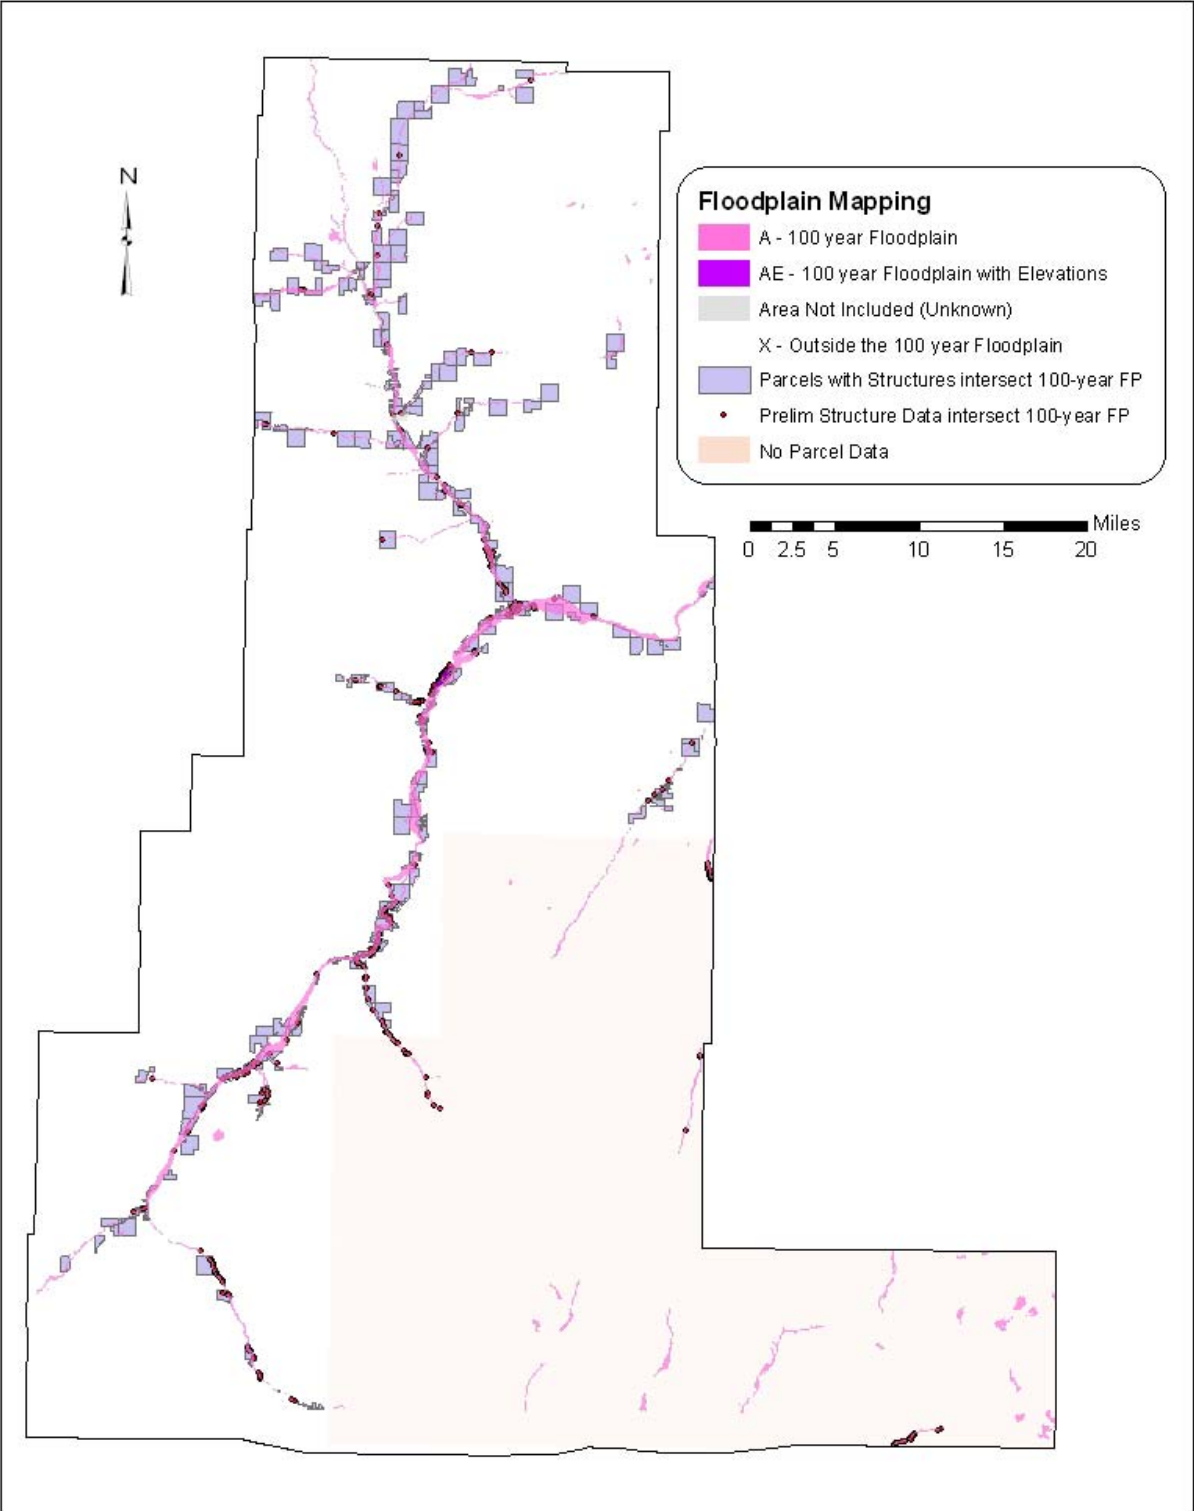 N
Floodplain Mapping
A - 100 year Floodplain
AE - 100 year Floodplain with Elevations
Area Not Included (Unknown)
X - Outside the 100 year Floodplain
Parcels with Structures intersect 100-year FP
Prelim Structure Data intersect 100-year FP
No Parcel Data
Miles
0 2.5 5 10 15 20